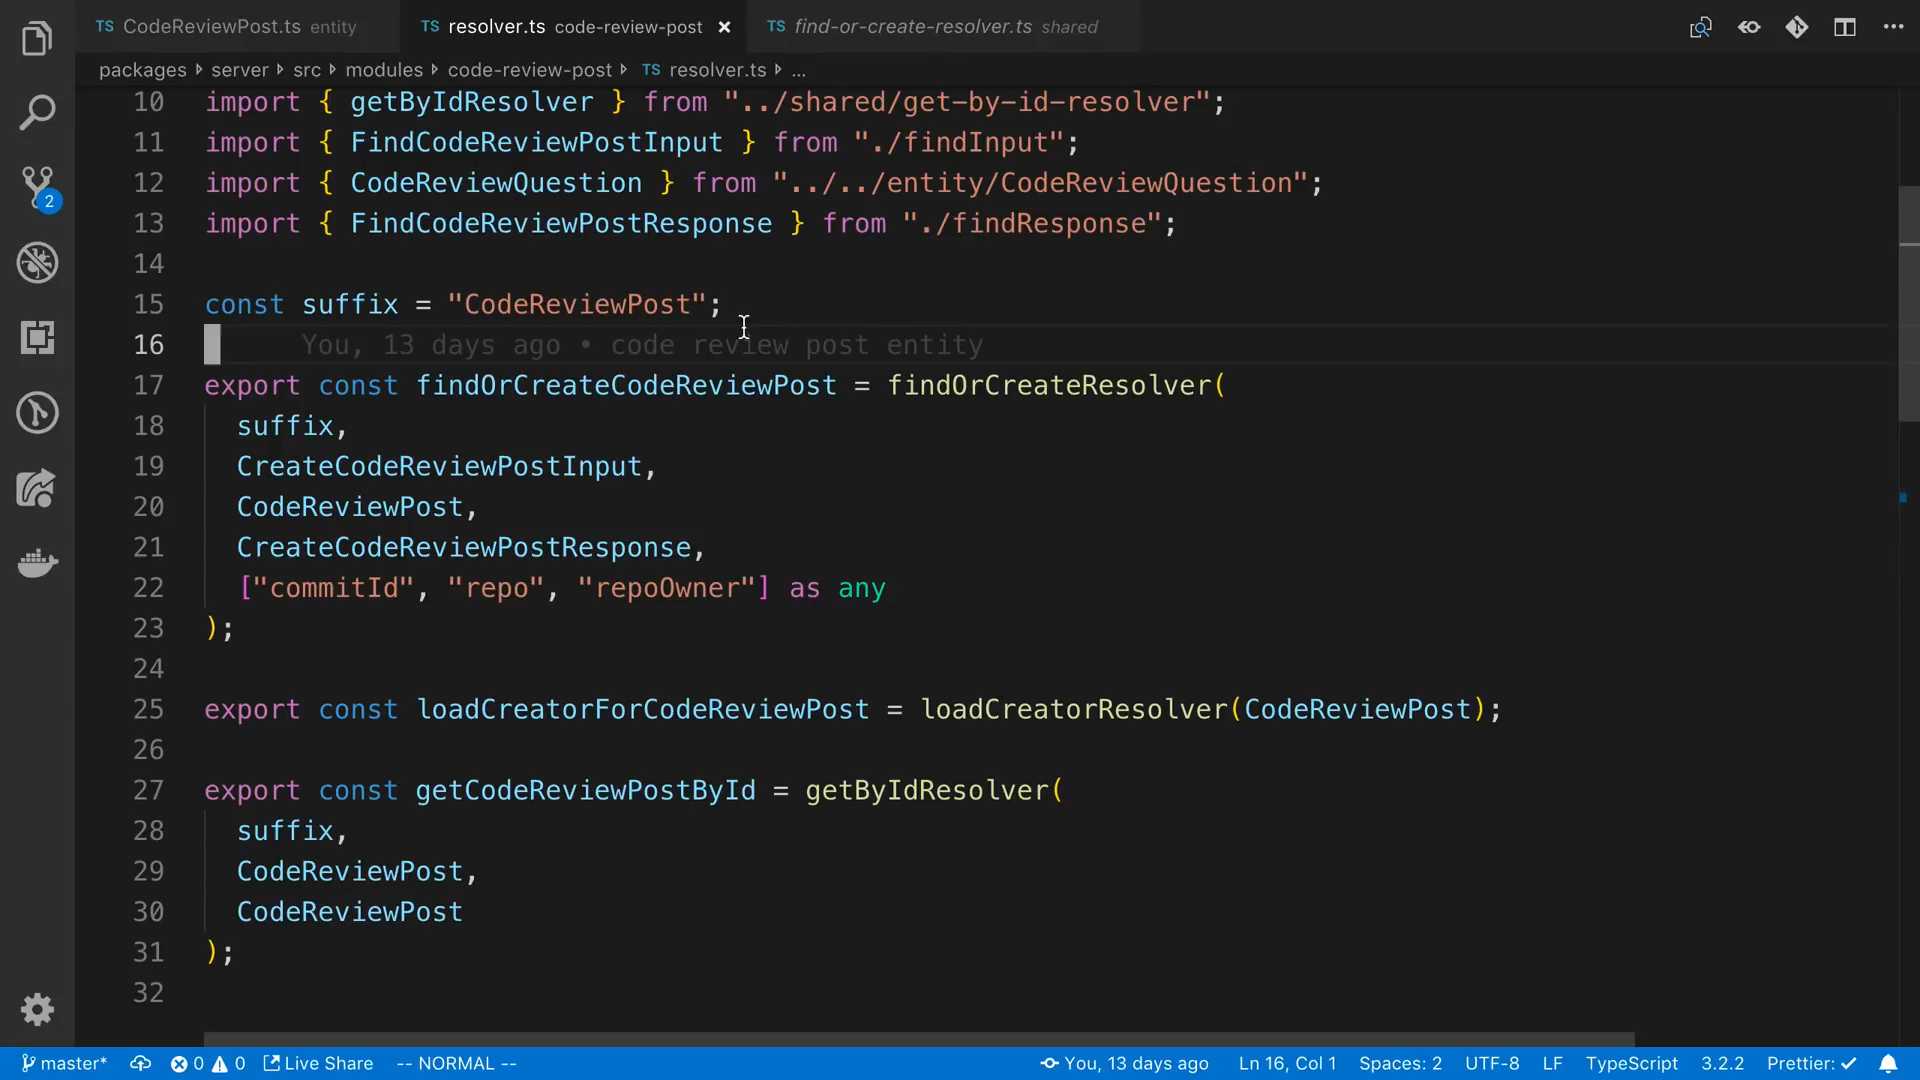 TS CodeReviewPost.ts entity TS resolver.ts code-review-post × TS find-or-create-resolver.ts shared
packages server src modules code-review-post TS resolver.ts ...
10 import { getByIdResolver } from "../shared/get-by-id-resolver";
11 import { FindCodeReviewPostInput } from "./findInput";
12 import { CodeReviewQuestion } from "../../entity/CodeReviewQuestion";
13 import { FindCodeReviewPostResponse } from "./findResponse";
14
15 const suffix = "CodeReviewPost";
16 You, 13 days ago • code review post entity
17 export const findOrCreateCodeReviewPost = findOrCreateResolver(
18 suffix,
19 CreateCodeReviewPostInput,
20 CodeReviewPost,
21 CreateCodeReviewPostResponse,
22 ["commitId", "repo", "repoOwner"] as any
23 );
24
25 export const loadCreatorForCodeReviewPost = loadCreatorResolver(CodeReviewPost);
26
27 export const getCodeReviewPostById = getByIdResolver(
28 suffix,
29 CodeReviewPost,
30 CodeReviewPost
31 );
32
2
master* 0 0 Live Share -- NORMAL -- You, 13 days ago Ln 16, Col 1 Spaces: 2 UTF-8 LF TypeScript 3.2.2 Prettier: ✓